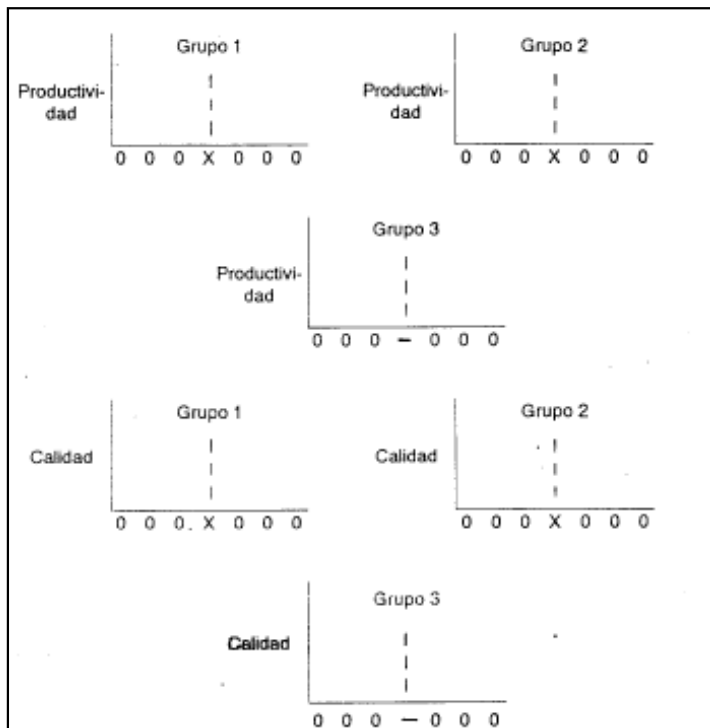 Grupo 1
Productivi-
dad
0 0 0 X 0 0 0
Grupo 2
Productivi-
dad
0 0 0 X 0 0 0
Grupo 3
Productivi-
dad
0 0 0 – 0 0 0
Grupo 1
Calidad
0 0 0. X 0 0 0
Grupo 2
Calidad
0 0 0 X 0 0 0
Grupo 3
Calidad
0 0 0 – 0 0 0